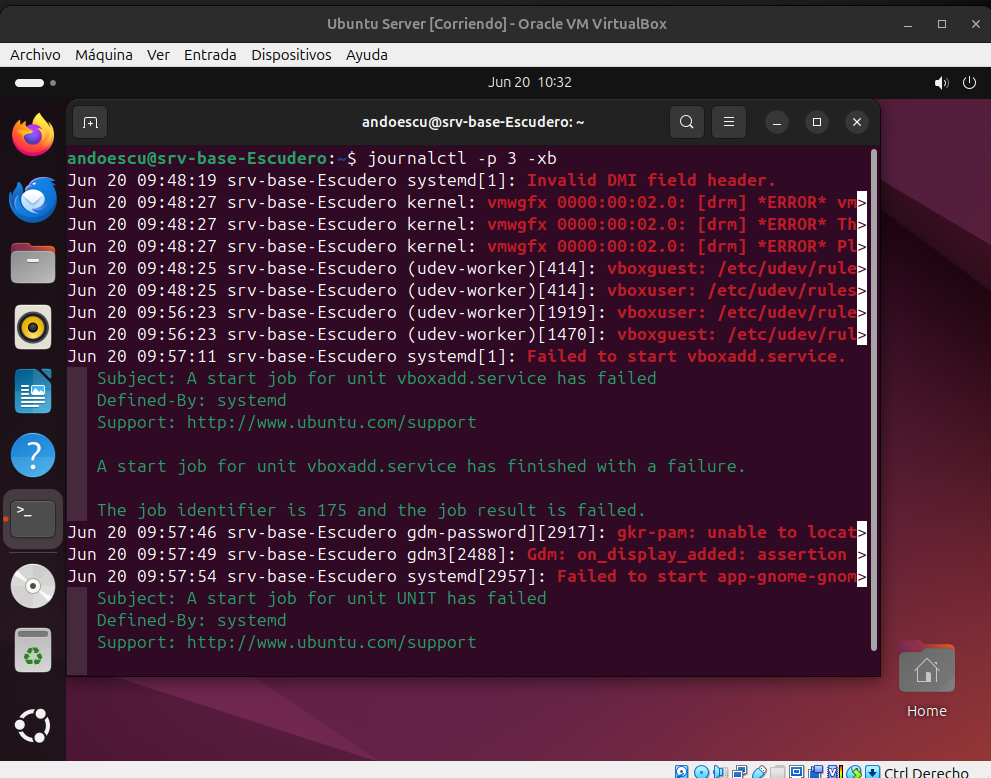 Ubuntu Server [Corriendo] - Oracle VM VirtualBox
Archivo Máquina Ver Entrada Dispositivos Ayuda
Jun 20 10:32
andoescu@srv-base-Escudero: ~
andoescu@srv-base-Escudero:~$ journalctl -p 3 -xb
Jun 20 09:48:19 srv-base-Escudero systemd[1]: Invalid DMI field header.
Jun 20 09:48:27 srv-base-Escudero kernel: vmwgfx 0000:00:02.0: [drm] *ERROR* vm>
Jun 20 09:48:27 srv-base-Escudero kernel: vmwgfx 0000:00:02.0: [drm] *ERROR* Th>
Jun 20 09:48:27 srv-base-Escudero kernel: vmwgfx 0000:00:02.0: [drm] *ERROR* Pl>
Jun 20 09:48:25 srv-base-Escudero (udev-worker)[414]: vboxguest: /etc/udev/rule>
Jun 20 09:48:25 srv-base-Escudero (udev-worker)[414]: vboxuser: /etc/udev/rules>
Jun 20 09:56:23 srv-base-Escudero (udev-worker)[1919]: vboxuser: /etc/udev/rule>
Jun 20 09:56:23 srv-base-Escudero (udev-worker)[1470]: vboxguest: /etc/udev/rul>
Jun 20 09:57:11 srv-base-Escudero systemd[1]: Failed to start vboxadd.service.
Subject: A start job for unit vboxadd.service has failed
Defined-By: systemd
Support: http://www.ubuntu.com/support
A start job for unit vboxadd.service has finished with a failure.
The job identifier is 175 and the job result is failed.
Jun 20 09:57:46 srv-base-Escudero gdm-password][2917]: gkr-pam: unable to locat>
Jun 20 09:57:49 srv-base-Escudero gdm3[2488]: Gdm: on_display_added: assertion >
Jun 20 09:57:54 srv-base-Escudero systemd[2957]: Failed to start app-gnome-gnom>
Subject: A start job for unit UNIT has failed
Defined-By: systemd
Support: http://www.ubuntu.com/support
Home
Ctrl Derecho